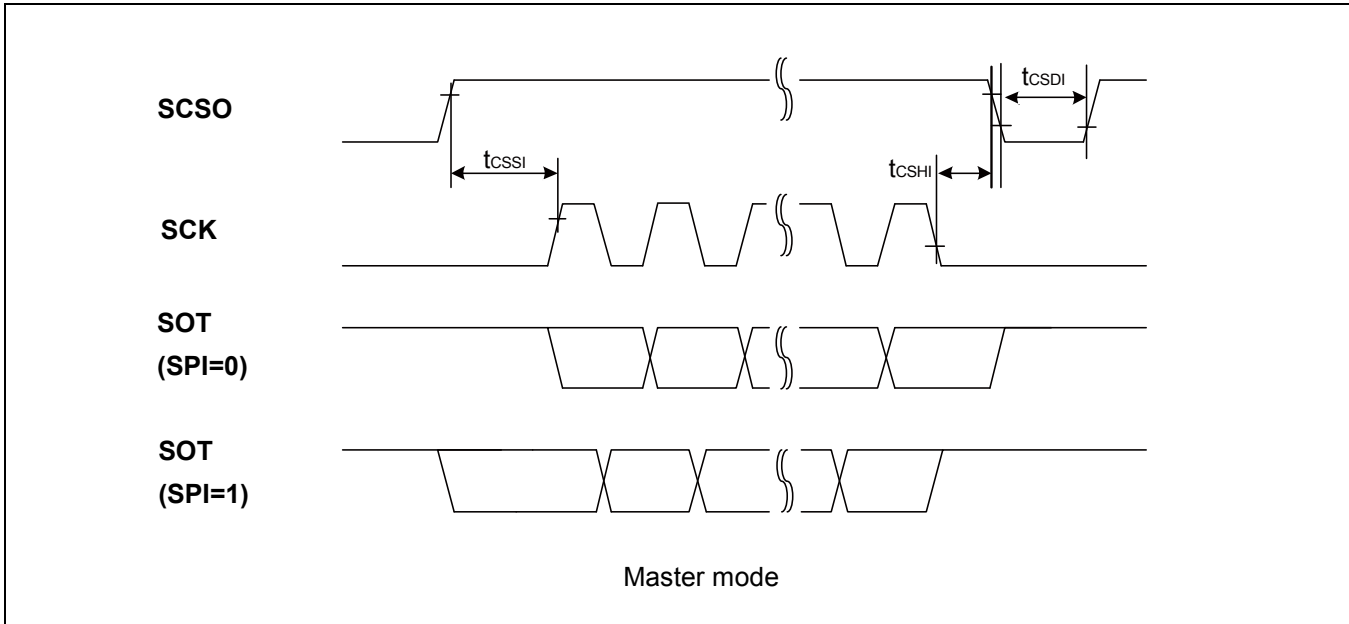 SCSO
tCSDI
tCSSI
tCSHI
SCK
SOT
(SPI=0)
SOT
(SPI=1)
Master mode